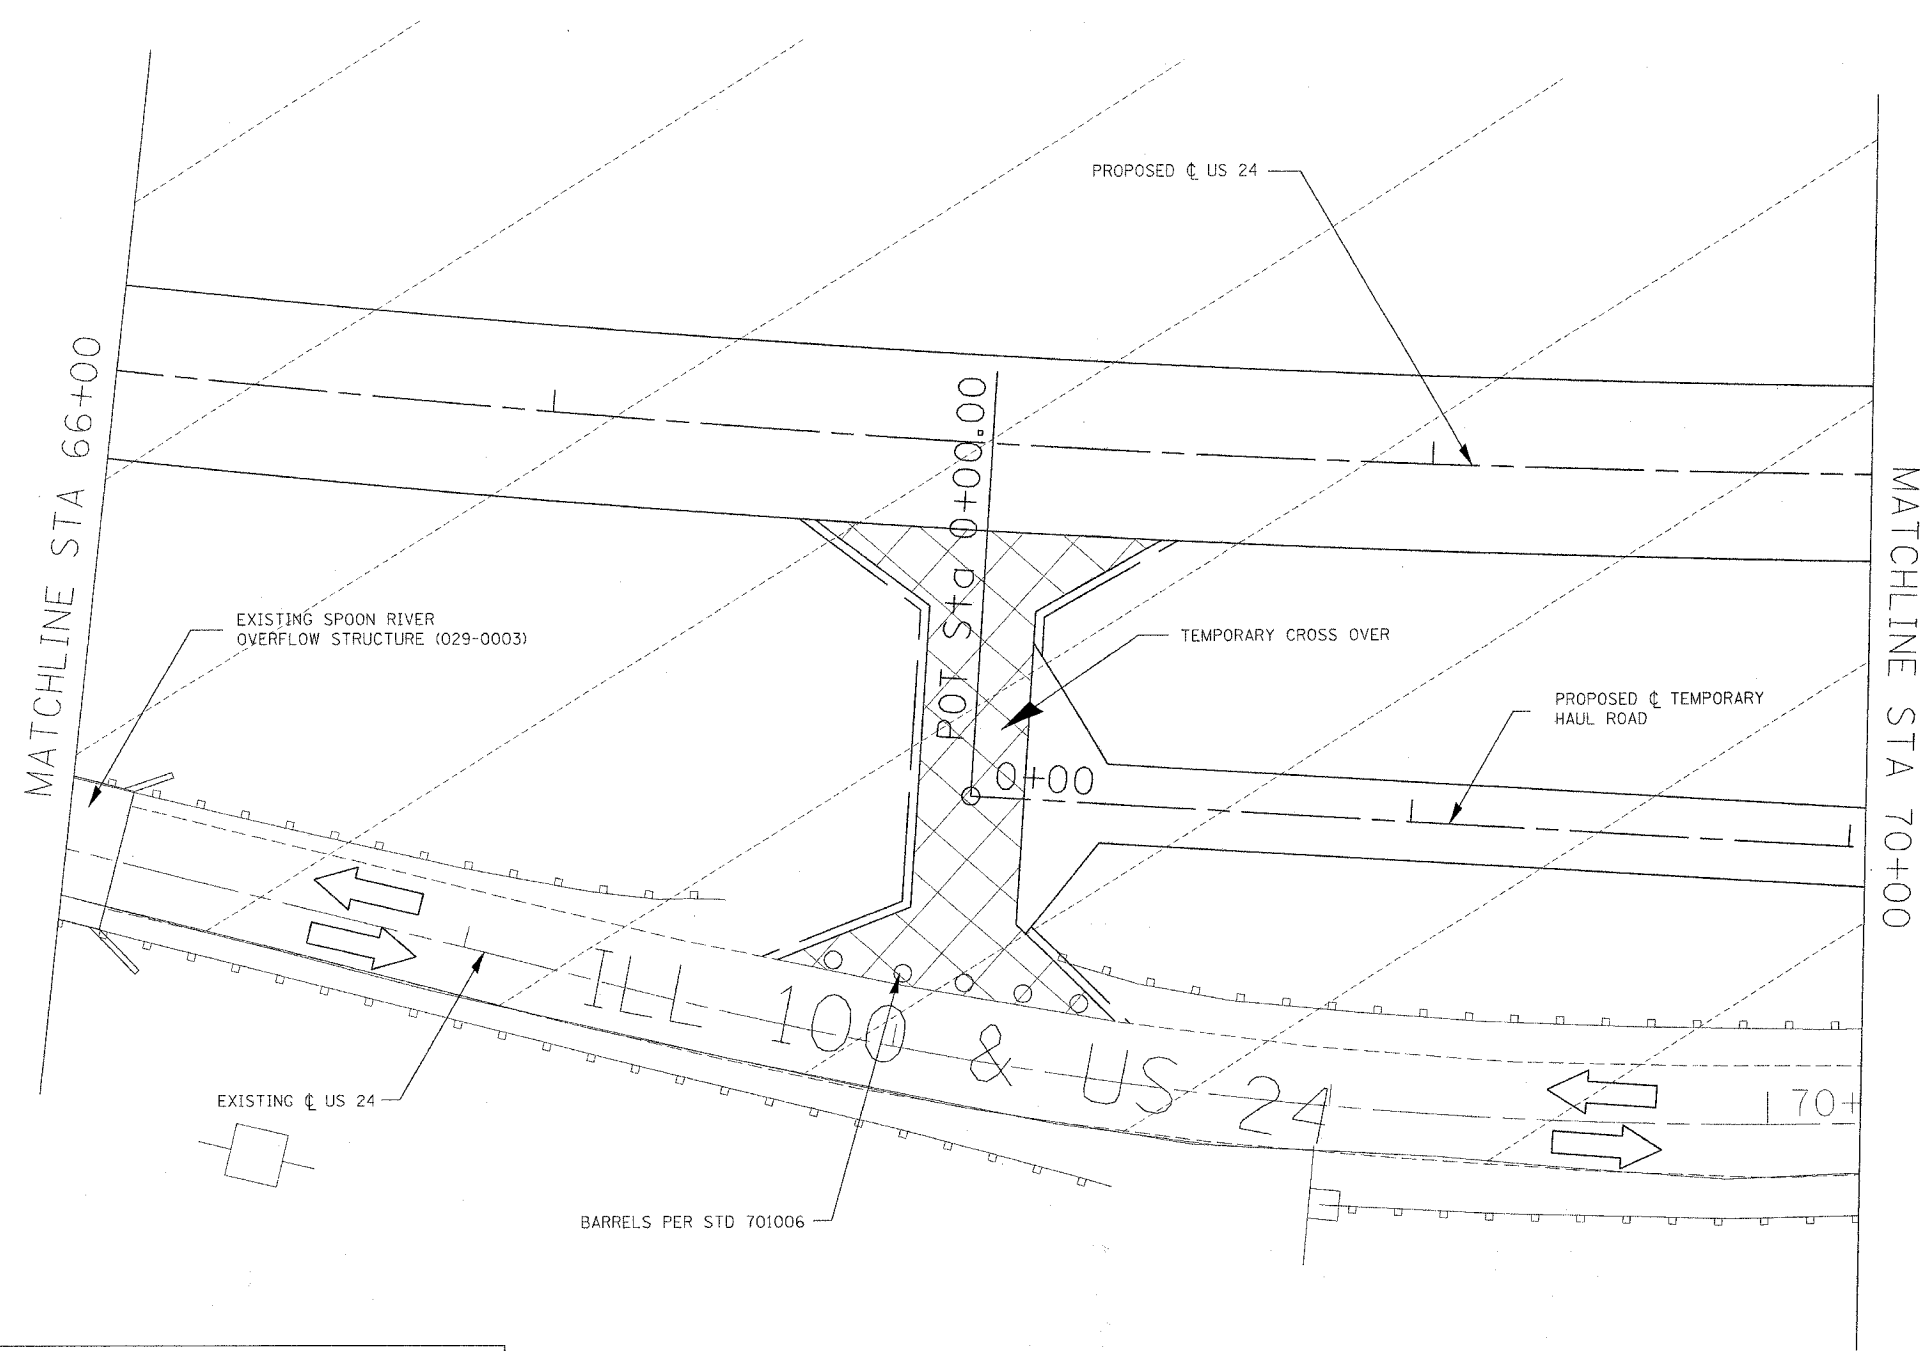 PROPOSED ℄ US 24
MATCHLINE STA 66+00
POT Sta 0+00.00
MATCHLINE STA 70+00
EXISTING SPOON RIVER
OVERFLOW STRUCTURE (029-0003)
TEMPORARY CROSS OVER
PROPOSED ℄ TEMPORARY
HAUL ROAD
0+00
ILL 100 & US 24
70+
EXISTING ℄ US 24
BARRELS PER STD 701006